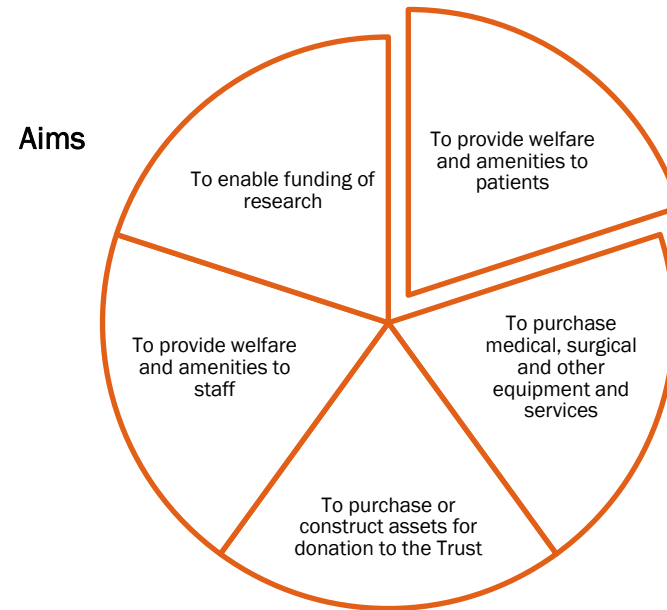 Aims
To provide welfare
and amenities to
patients
To purchase
medical, surgical
and other
equipment and
services
To purchase or
construct assets for
donation to the Trust
To provide welfare
and amenities to
staff
To enable funding of
research